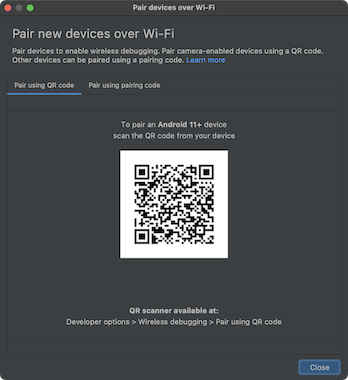 Pair devices over Wi-Fi
Pair new devices over Wi-Fi
Pair devices to enable wireless debugging. Pair camera-enabled devices using a QR code.
Other devices can be paired using a pairing code. Learn more
Pair using QR code
Pair using pairing code
To pair an Android 11+ device
scan the QR code from your device
QR scanner available at:
Developer options > Wireless debugging > Pair using QR code
Close